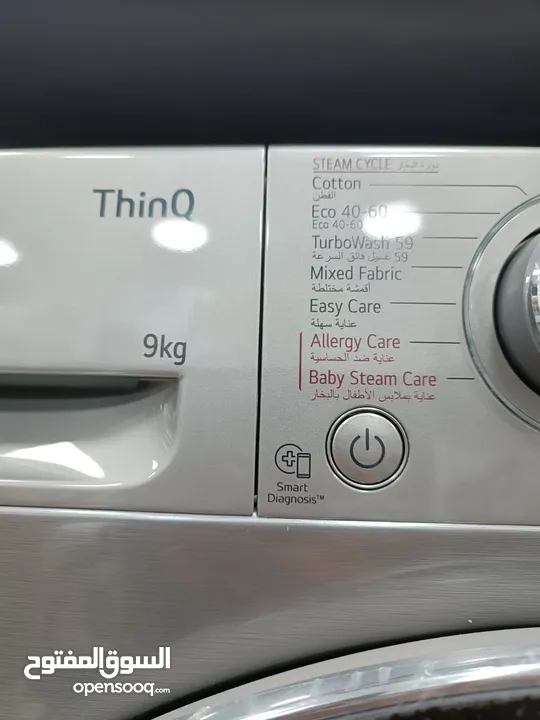 ThinQ
9kg
STEAM CYCLE دورة البخار
Cotton
القطن
Eco 40-60
Eco 40-60
TurboWash 59
غسيل فائق السرعة 59
Mixed Fabric
أقمشة مختلطة
Easy Care
عناية سهلة
Allergy Care
عناية ضد الحساسية
Baby Steam Care
عناية بملابس الأطفال بالبخار
Smart
Diagnosis™
السوق المفتوح
opensooq.com